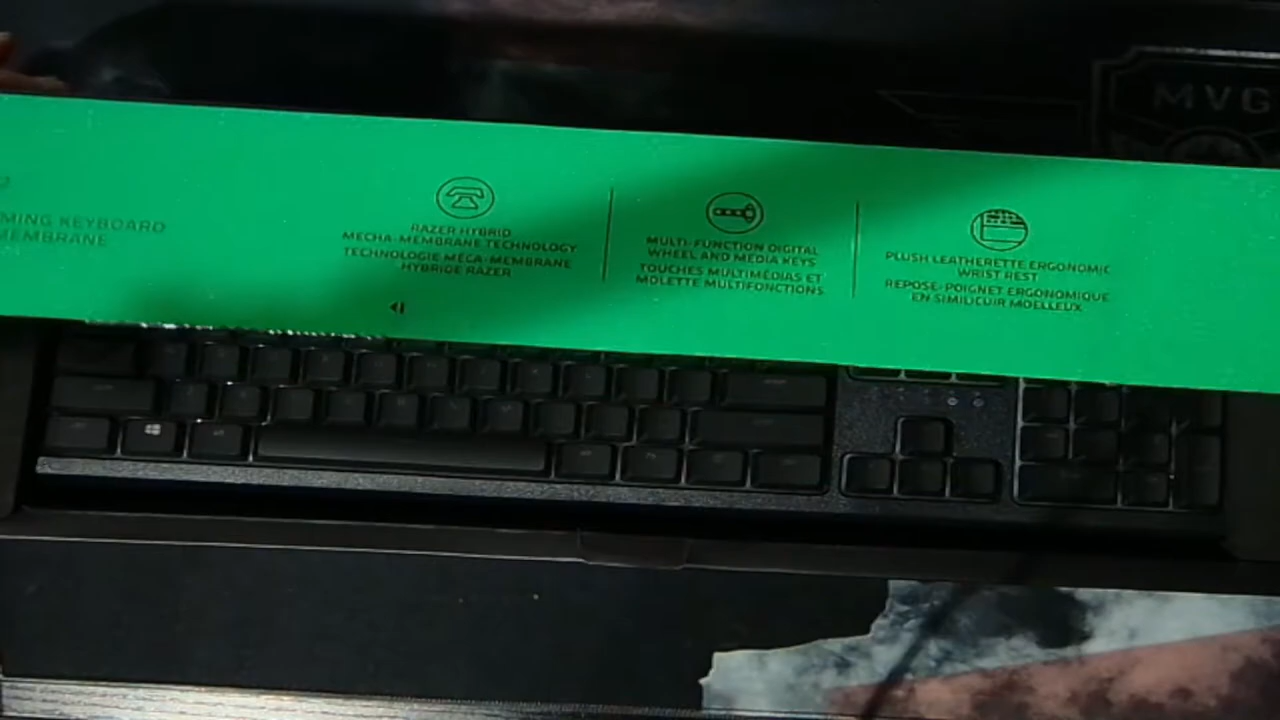 MVG
MING KEYBOARD
MEMBRANE
RAZER HYBRID
MECHA-MEMBRANE TECHNOLOGY
TECHNOLOGIE MÉCA-MEMBRANE
HYBRIDE RAZER
MULTI-FUNCTION DIGITAL
WHEEL AND MEDIA KEYS
TOUCHES MULTIMÉDIAS ET
MOLETTE MULTIFONCTIONS
PLUSH LEATHERETTE ERGONOMIC
WRIST REST
REPOSE-POIGNET ERGONOMIQUE
EN SIMILICUIR MOELLEUX